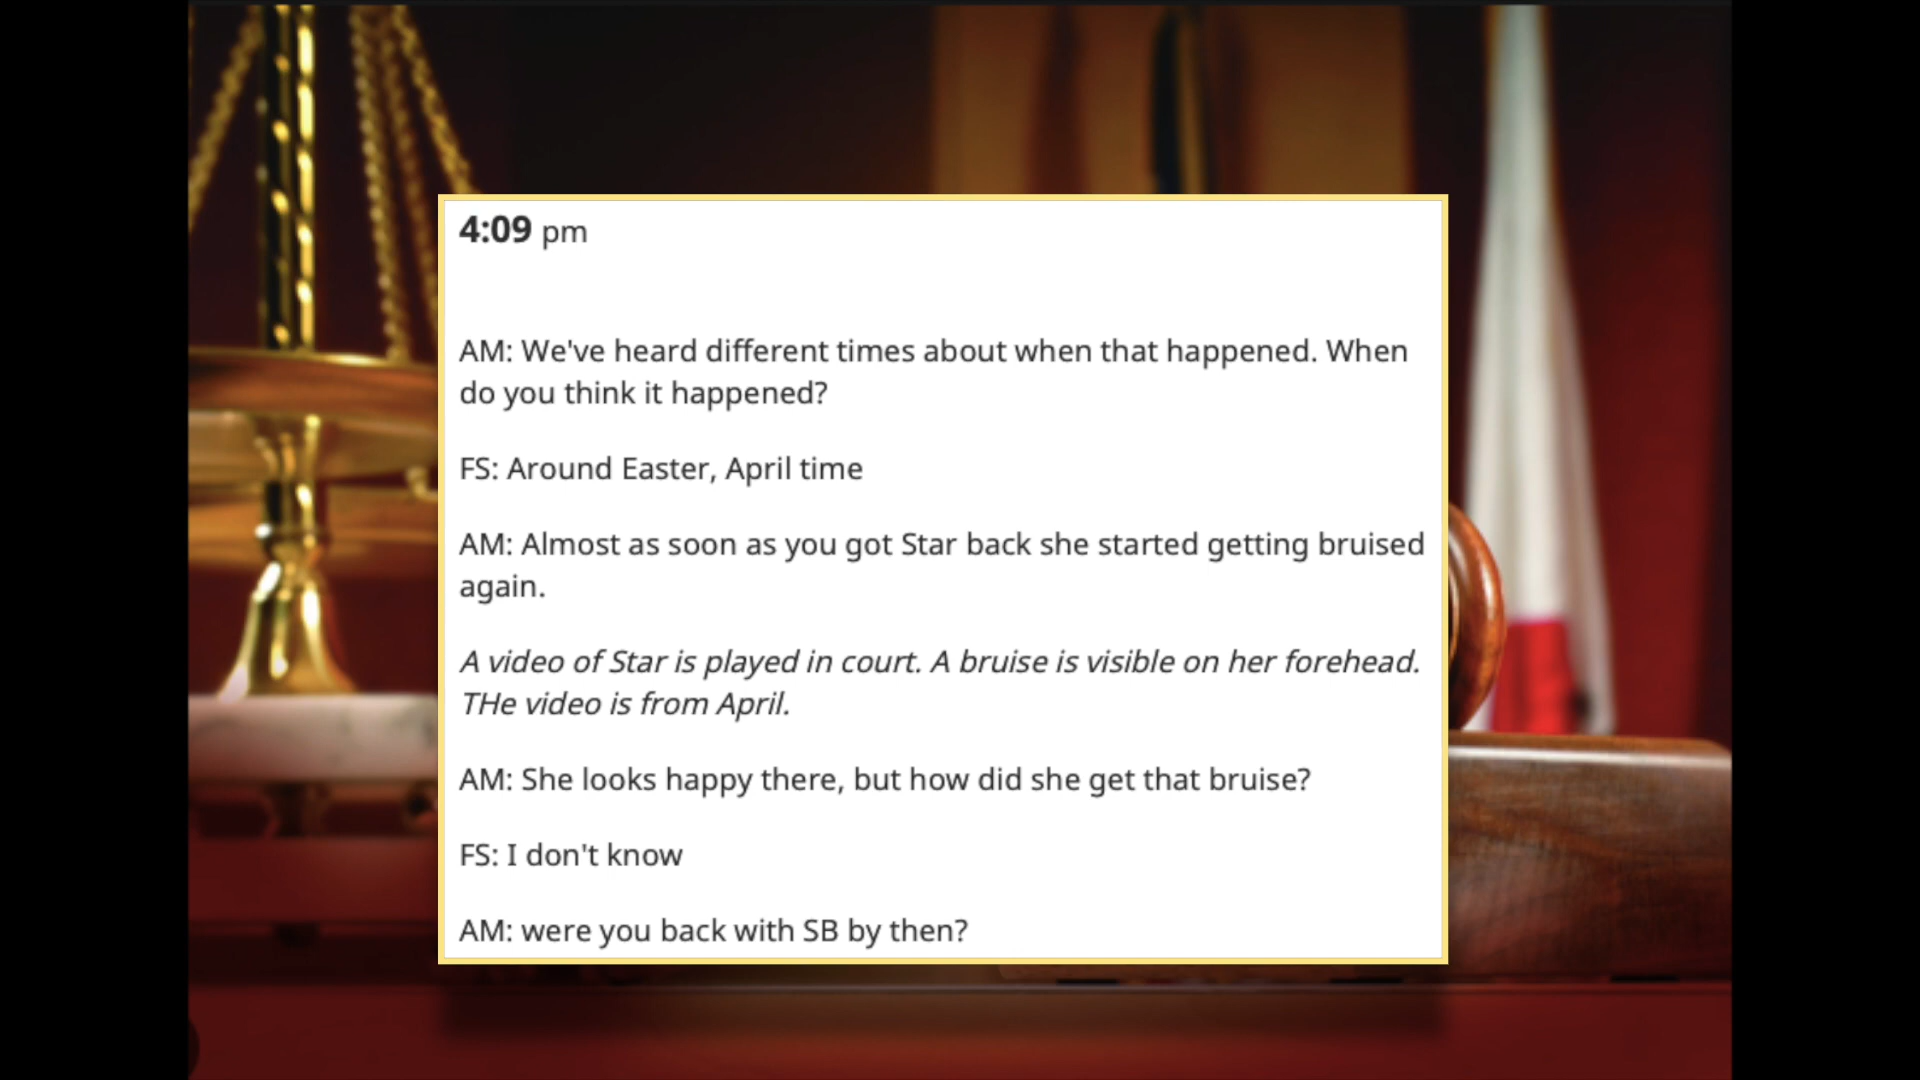 4:09 pm
AM: We've heard different times about when that happened. When
do you think it happened?
FS: Around Easter, April time
AM: Almost as soon as you got Star back she started getting bruised
again.
A video of Star is played in court. A bruise is visible on her forehead.
THe video is from April.
AM: She looks happy there, but how did she get that bruise?
FS: I don't know
AM: were you back with SB by then?